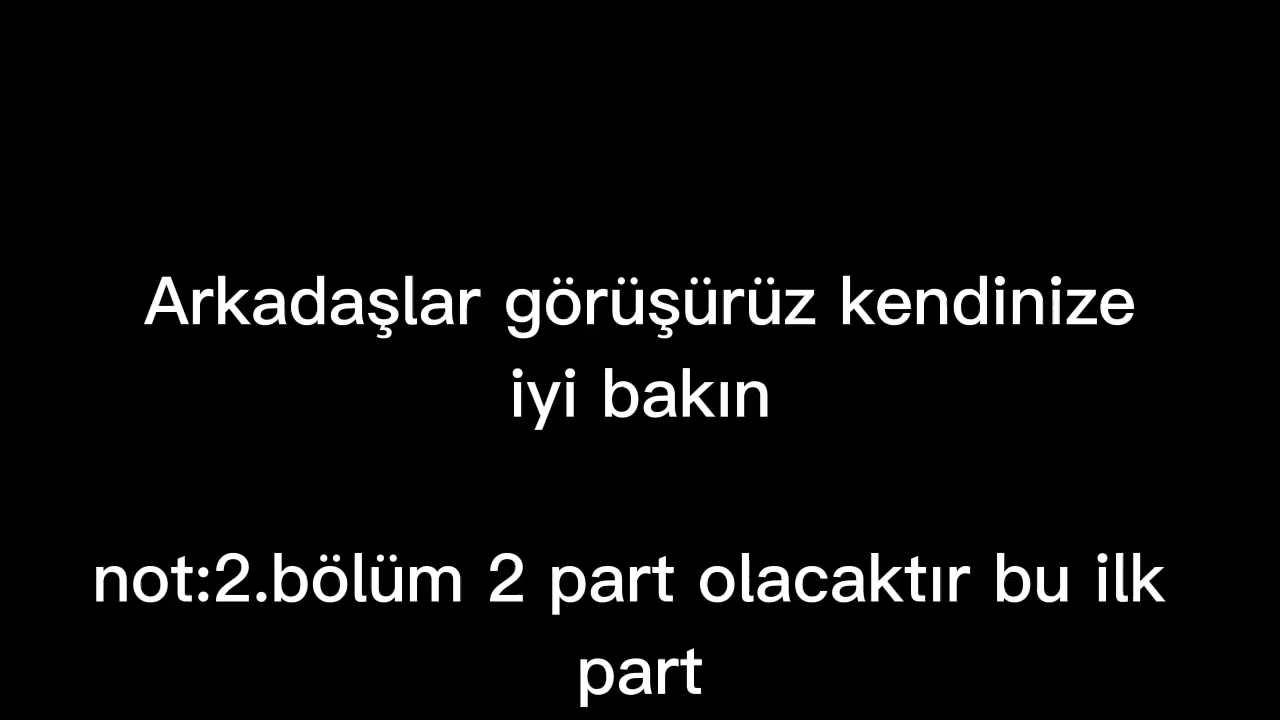 Arkadaşlar görüşürüz kendinize
iyi bakın
not:2.bölüm 2 part olacaktır bu ilk
part